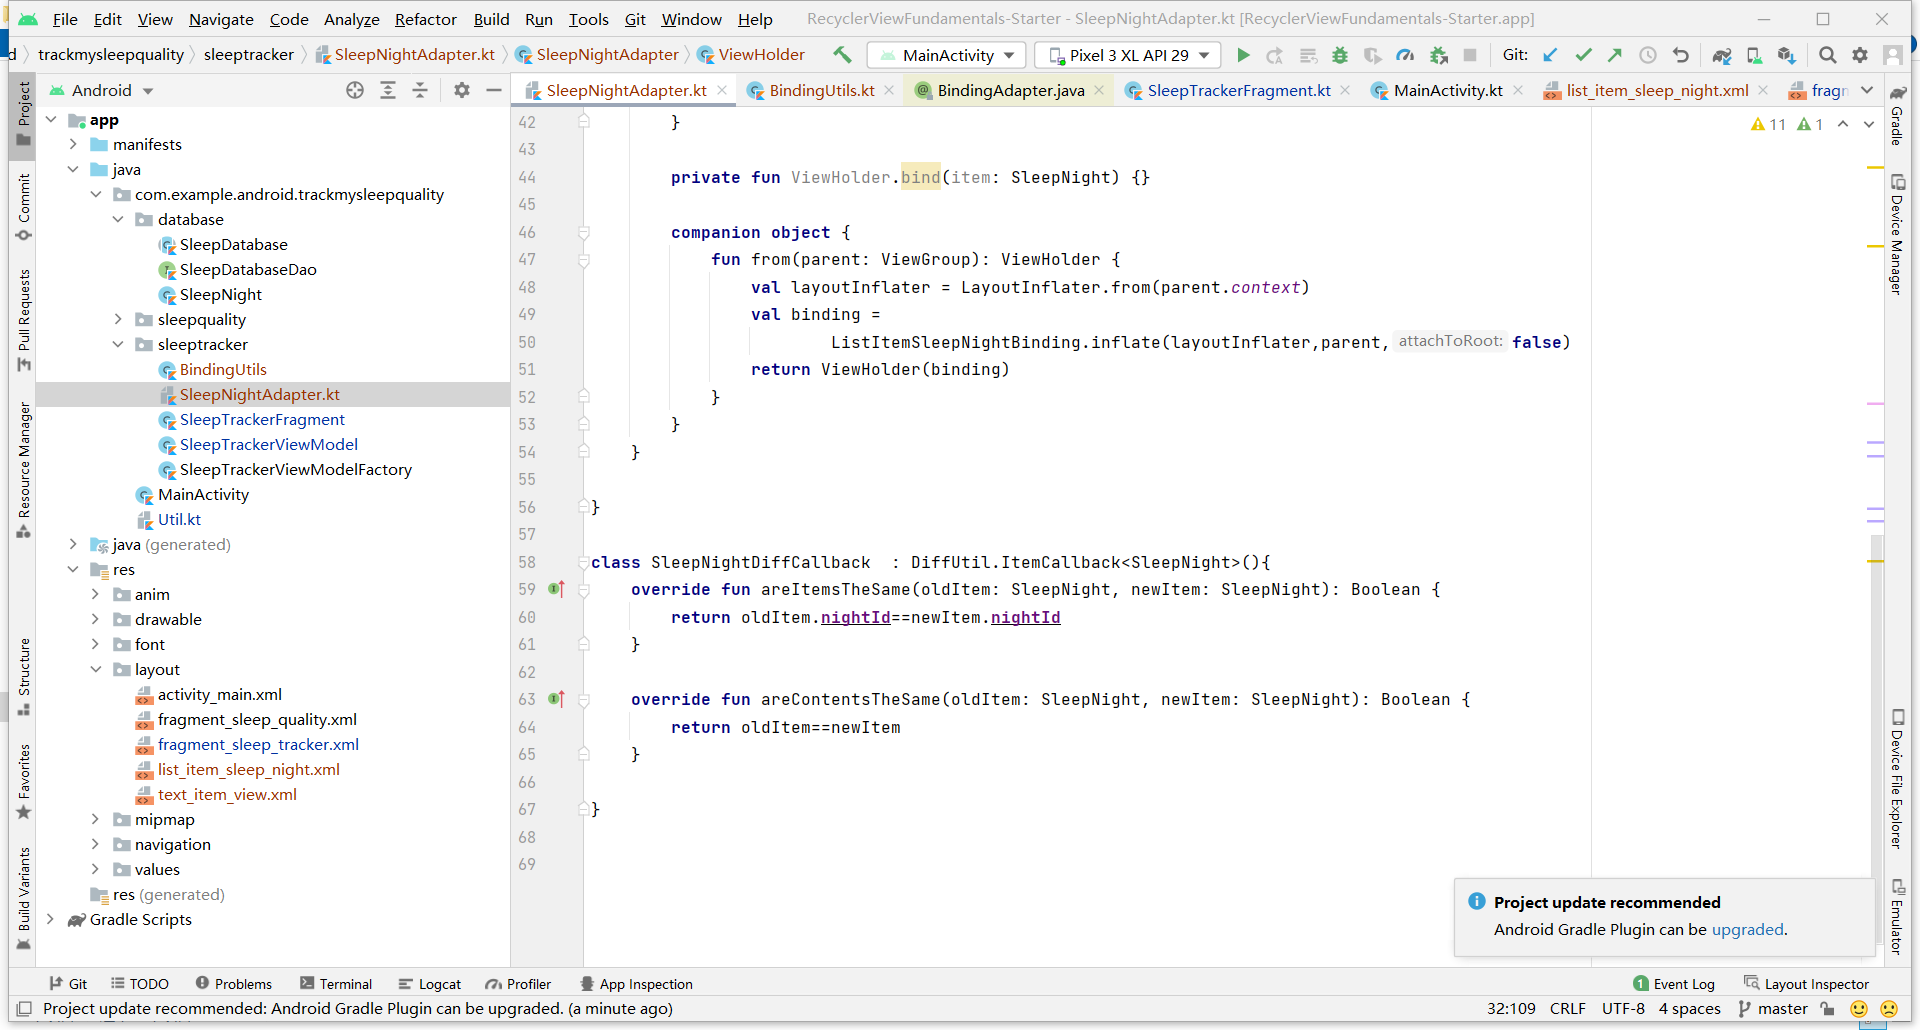 File Edit View Navigate Code Analyze Refactor Build Run Tools Git Window Help RecyclerViewFundamentals-Starter - SleepNightAdapter.kt [RecyclerViewFundamentals-Starter.app]
d trackmysleepquality sleeptracker SleepNightAdapter.kt SleepNightAdapter ViewHolder MainActivity Pixel 3 XL API 29 Git:
Android
SleepNightAdapter.kt BindingUtils.kt BindingAdapter.java SleepTrackerFragment.kt MainActivity.kt list_item_sleep_night.xml fragn
Project
Commit
Pull Requests
Resource Manager
Structure
Favorites
Build Variants
app
manifests
java
com.example.android.trackmysleepquality
database
SleepDatabase
SleepDatabaseDao
SleepNight
sleepquality
sleeptracker
BindingUtils
SleepNightAdapter.kt
SleepTrackerFragment
SleepTrackerViewModel
SleepTrackerViewModelFactory
MainActivity
Util.kt
java (generated)
res
anim
drawable
font
layout
activity_main.xml
fragment_sleep_quality.xml
fragment_sleep_tracker.xml
list_item_sleep_night.xml
text_item_view.xml
mipmap
navigation
values
res (generated)
Gradle Scripts
11 1
42 }
43
44 private fun ViewHolder.bind(item: SleepNight) {}
45
46 companion object {
47 fun from(parent: ViewGroup): ViewHolder {
48 val layoutInflater = LayoutInflater.from(parent.context)
49 val binding =
50 ListItemSleepNightBinding.inflate(layoutInflater,parent, attachToRoot: false)
51 return ViewHolder(binding)
52 }
53 }
54 }
55
56 }
57
58 class SleepNightDiffCallback : DiffUtil.ItemCallback<SleepNight>(){
59 override fun areItemsTheSame(oldItem: SleepNight, newItem: SleepNight): Boolean {
60 return oldItem.nightId==newItem.nightId
61 }
62
63 override fun areContentsTheSame(oldItem: SleepNight, newItem: SleepNight): Boolean {
64 return oldItem==newItem
65 }
66
67 }
68
69
Gradle
Device Manager
Device File Explorer
Emulator
Project update recommended
Android Gradle Plugin can be upgraded.
Git TODO Problems Terminal Logcat Profiler App Inspection 1 Event Log Layout Inspector
Project update recommended: Android Gradle Plugin can be upgraded. (a minute ago) 32:109 CRLF UTF-8 4 spaces master